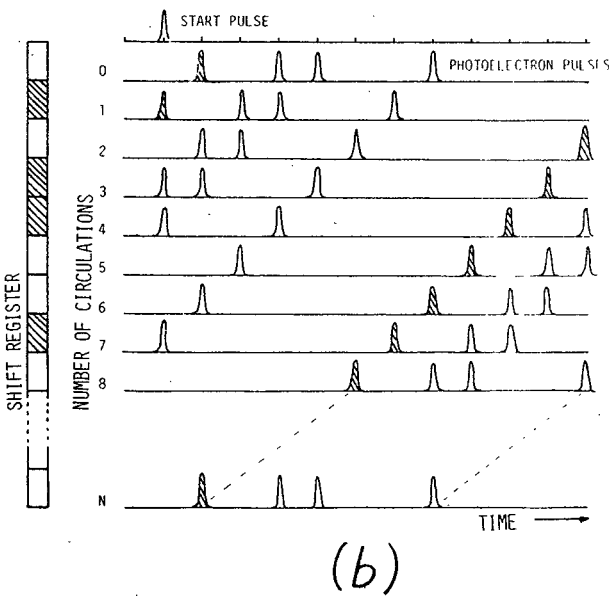 START PULSE
PHOTOELECTRON PULSES
0
1
2
3
4
5
6
7
8
N
SHIFT REGISTER
NUMBER OF CIRCULATIONS
TIME
(b)